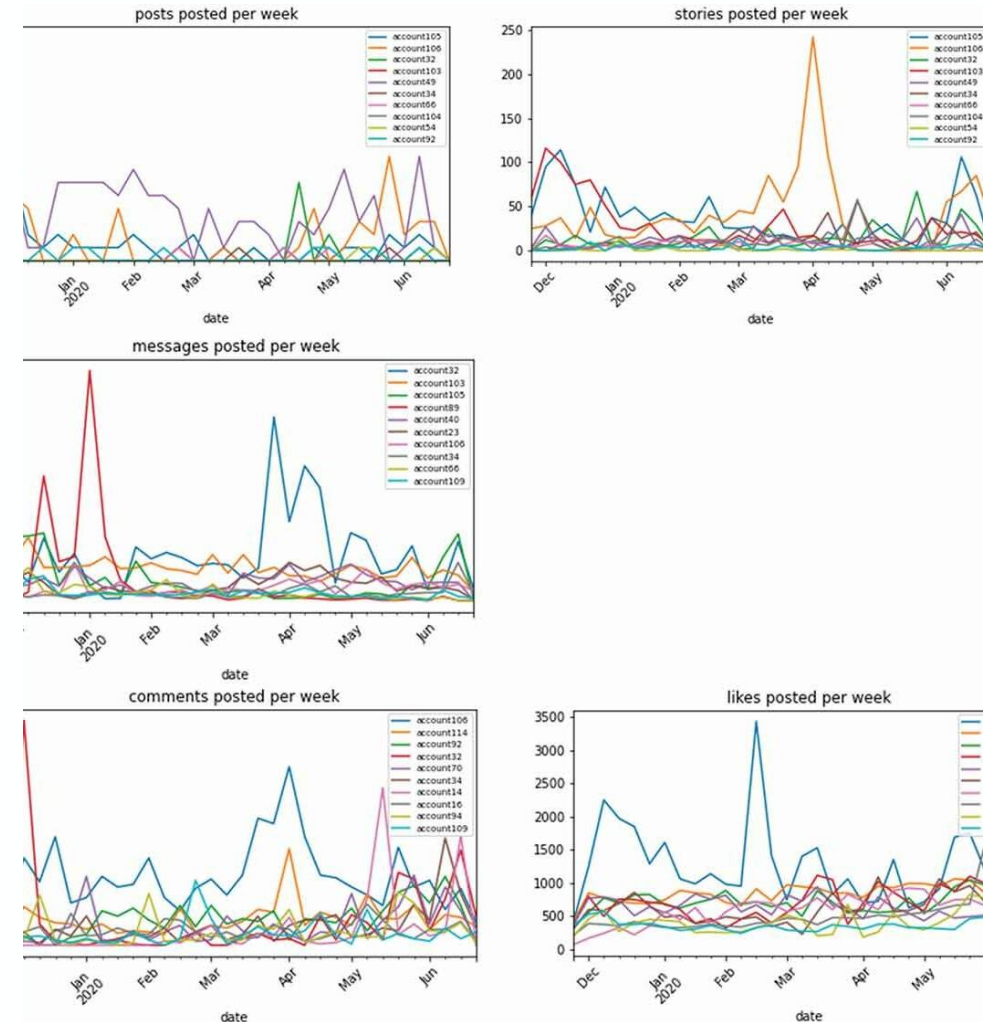 posts posted per week
account105
account106
account32
account103
account49
account34
account66
account104
account54
account92
Jan
2020
Feb
Mar
Apr
May
Jun
date
stories posted per week
250
200
150
100
50
0
account105
account106
account32
account103
account49
account34
account66
account104
account54
account92
Dec
Jan
2020
Feb
Mar
Apr
May
Jun
date
messages posted per week
account32
account103
account105
account89
account40
account23
account106
account34
account66
account109
Jan
2020
Feb
Mar
Apr
May
Jun
date
comments posted per week
account106
account114
account92
account32
account70
account34
account14
account16
account94
account109
Jan
2020
Feb
Mar
Apr
May
Jun
date
likes posted per week
3500
3000
2500
2000
1500
1000
500
0
Dec
Jan
2020
Feb
Mar
Apr
May
date